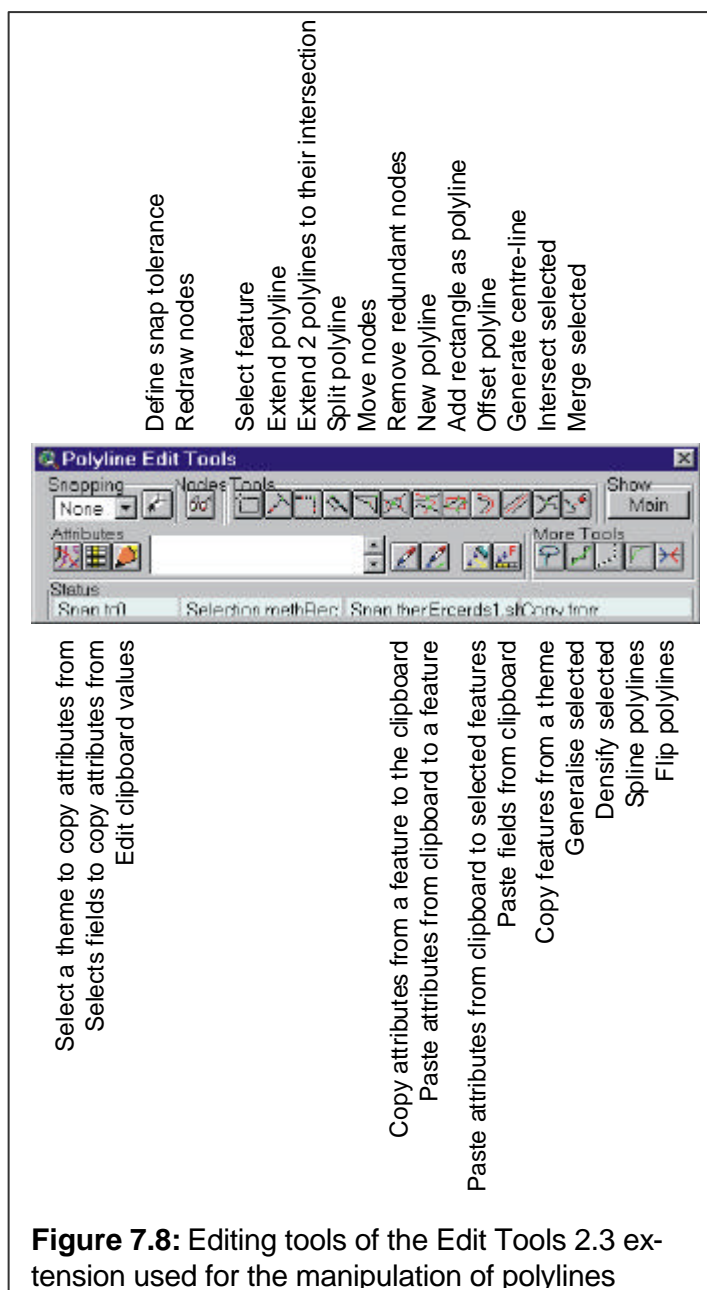 Define snap tolerance
Redraw nodes
Select feature
Extend polyline
Extend 2 polylines to their intersection
Split polyline
Move nodes
Remove redundant nodes
New polyline
Add rectangle as polyline
Offset polyline
Generate centre-line
Intersect selected
Merge selected
Polyline Edit Tools
Snapping Nodes Tools Show
None Main
Attributes More Tools
Status
Selection
Select a theme to copy attributes from
Selects fields to copy attributes from
Edit clipboard values
Copy attributes from a feature to the clipboard
Paste attributes from clipboard to a feature
Paste attributes from clipboard to selected features
Paste fields from clipboard
Copy features from a theme
Generalise selected
Densify selected
Spline polylines
Flip polylines
Figure 7.8: Editing tools of the Edit Tools 2.3 ex-
tension used for the manipulation of polylines